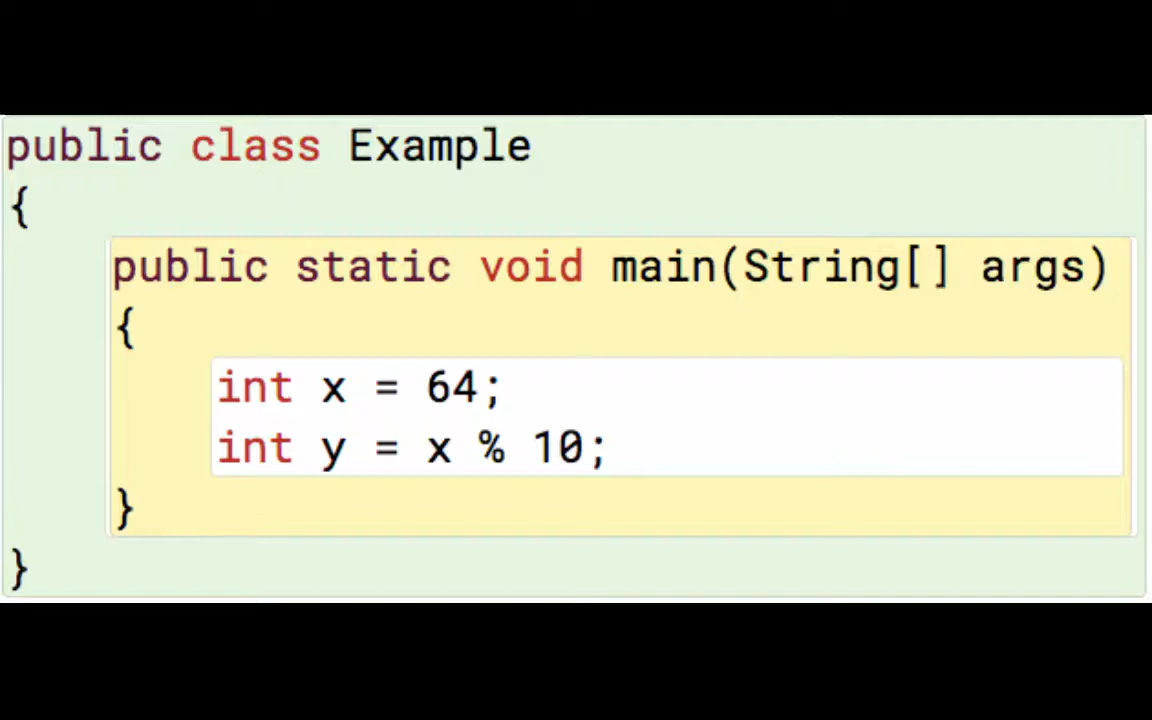 public class Example
{
public static void main(String[] args)
{
int x = 64;
int y = x % 10;
}
}